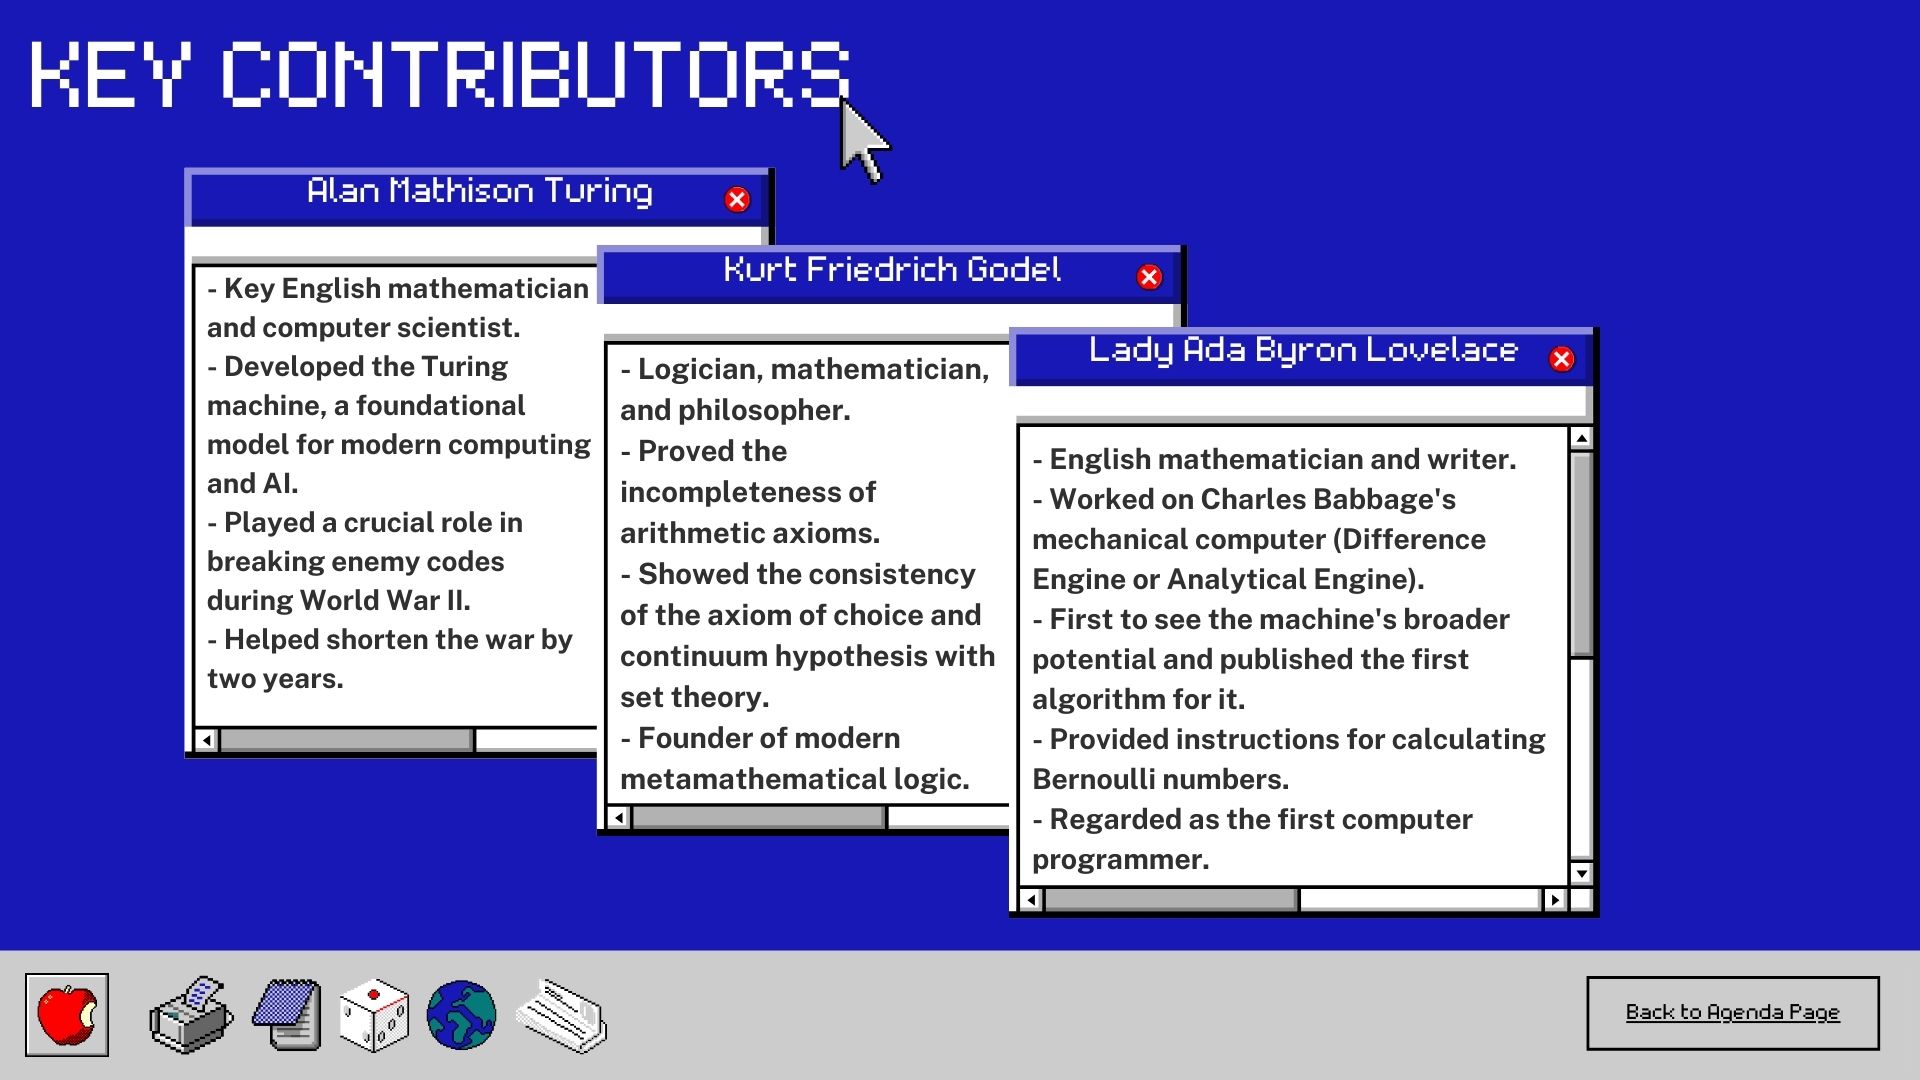 KEY CONTRIBUTORS
Alan Mathison Turing
- Key English mathematician
and computer scientist.
- Developed the Turing
machine, a foundational
model for modern computing
and AI.
- Played a crucial role in
breaking enemy codes
during World War II.
- Helped shorten the war by
two years.
Kurt Friedrich Godel
- Logician, mathematician,
and philosopher.
- Proved the
incompleteness of
arithmetic axioms.
- Showed the consistency
of the axiom of choice and
continuum hypothesis with
set theory.
- Founder of modern
metamathematical logic.
Lady Ada Byron Lovelace
- English mathematician and writer.
- Worked on Charles Babbage's
mechanical computer (Difference
Engine or Analytical Engine).
- First to see the machine's broader
potential and published the first
algorithm for it.
- Provided instructions for calculating
Bernoulli numbers.
- Regarded as the first computer
programmer.
Back to Agenda Page